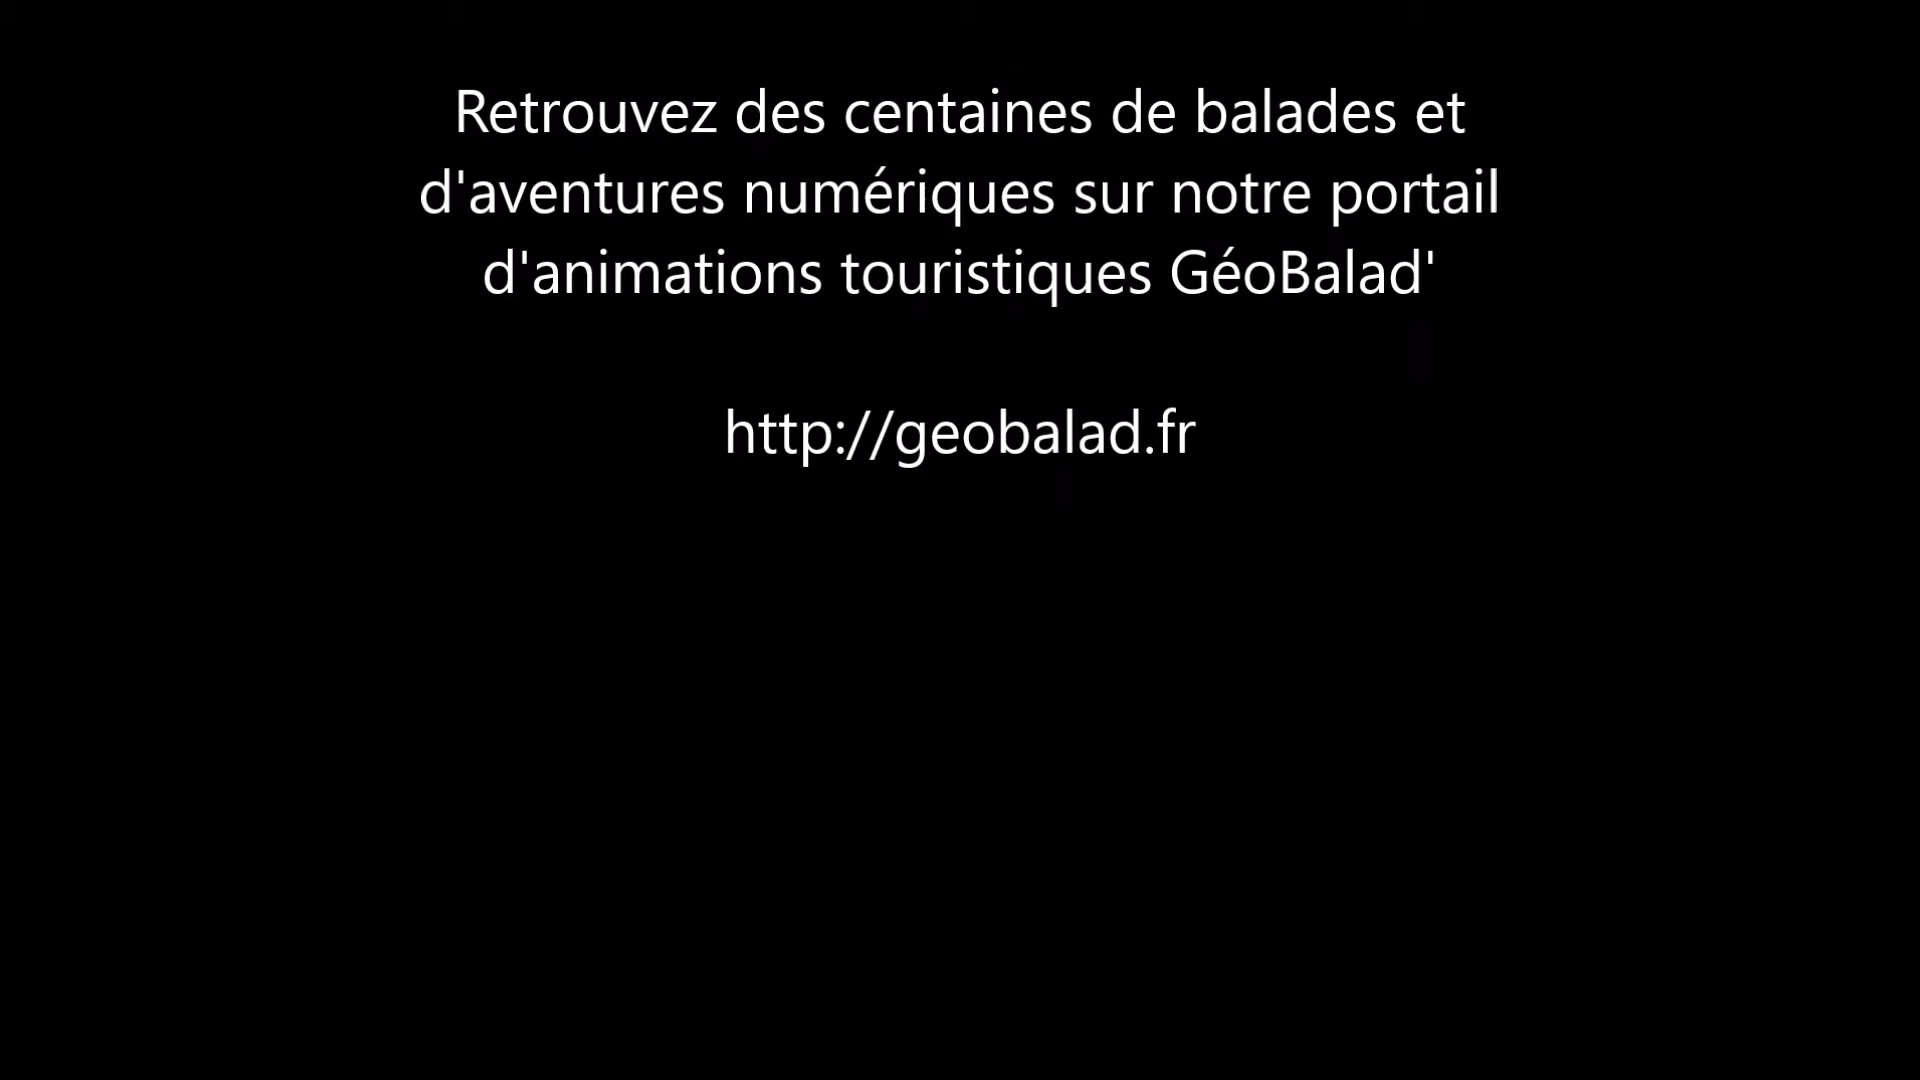 Retrouvez des centaines de balades et
d'aventures numériques sur notre portail
d'animations touristiques GéoBalad'
http://geobalad.fr